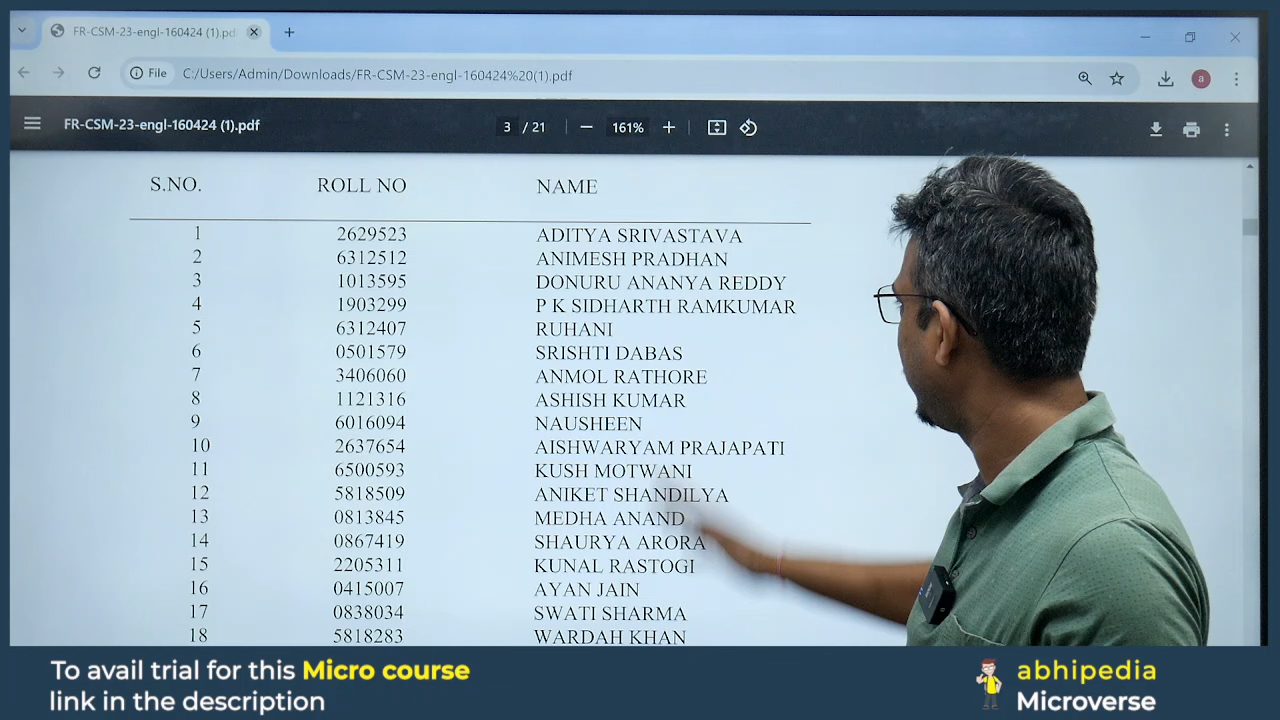 FR-CSM-23-engl-160424 (1).pd
File C:/Users/Admin/Downloads/FR-CSM-23-engl-160424%20(1).pdf a
FR-CSM-23-engl-160424 (1).pdf 3 / 21 161%
S.NO. ROLL NO NAME
1 2629523 ADITYA SRIVASTAVA
2 6312512 ANIMESH PRADHAN
3 1013595 DONURU ANANYA REDDY
4 1903299 P K SIDHARTH RAMKUMAR
5 6312407 RUHANI
6 0501579 SRISHTI DABAS
7 3406060 ANMOL RATHORE
8 1121316 ASHISH KUMAR
9 6016094 NAUSHEEN
10 2637654 AISHWARYAM PRAJAPATI
11 6500593 KUSH MOTWANI
12 5818509 ANIKET SHANDILYA
13 0813845 MEDHA ANAND
14 0867419 SHAURYA ARORA
15 2205311 KUNAL RASTOGI
16 0415007 AYAN JAIN
17 0838034 SWATI SHARMA
18 5818283 WARDAH KHAN
To avail trial for this Micro course
link in the description
abhipedia
Microverse